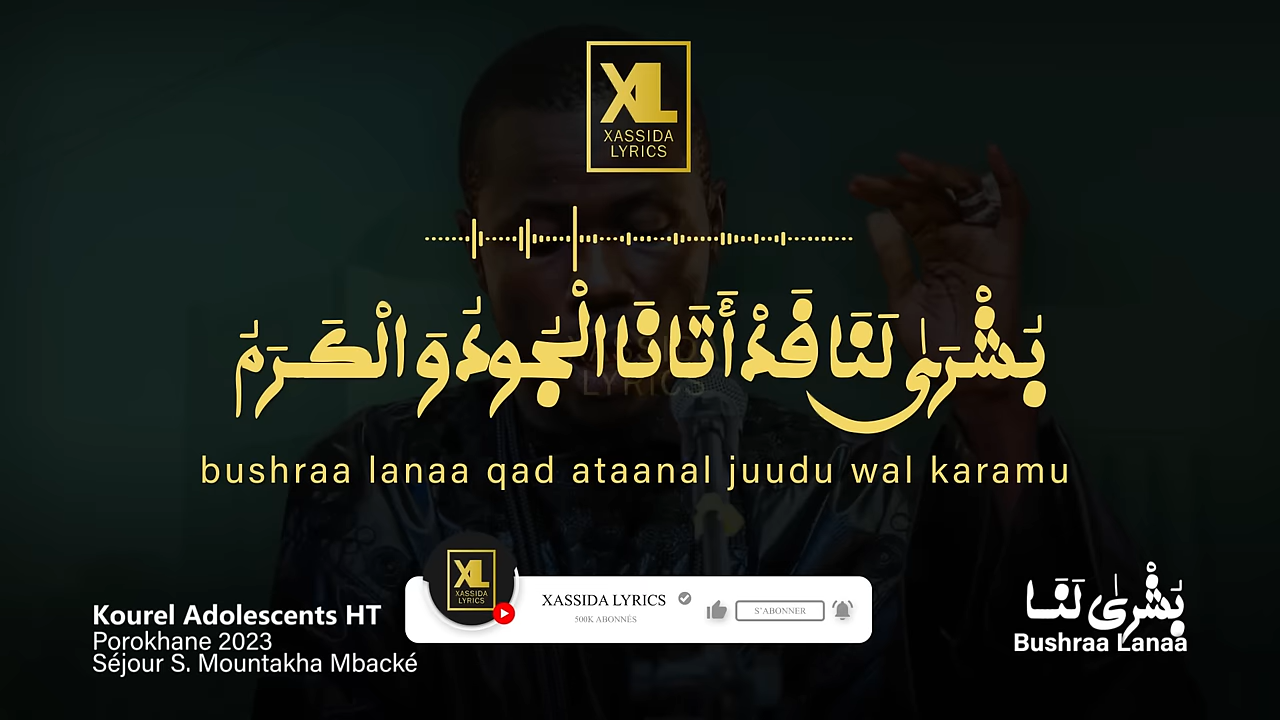 XL
XASSIDA
LYRICS
بُشْرَىٰ لَنَا قَدْ أَتَانَا الْجُودُ وَالْكَرَمُ
LYRICS
bushraa lanaa qad ataanal juudu wal karamu
XL
XASSIDA
LYRICS
XASSIDA LYRICS
500K ABONNÉS
S'ABONNER
Kourel Adolescents HT
Porokhane 2023
Séjour S. Mountakha Mbacké
بُشْرَىٰ لَنَا
Bushraa Lanaa